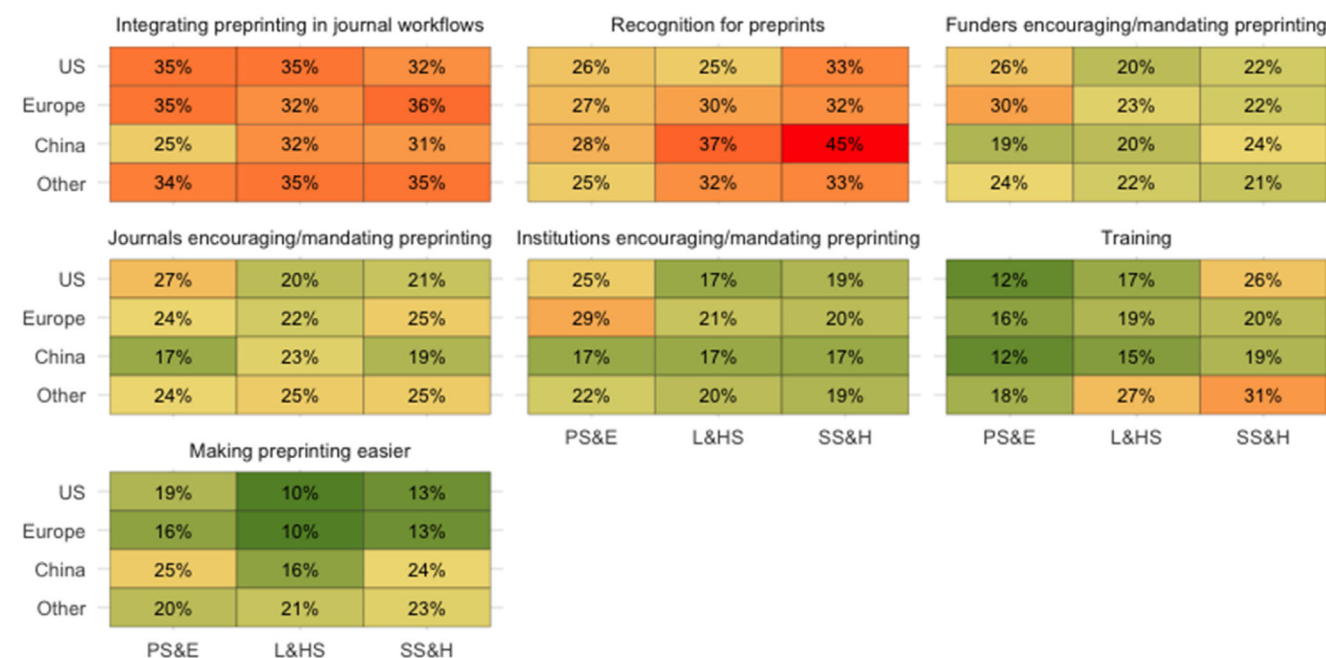 Integrating preprinting in journal workflows Recognition for preprints Funders encouraging/mandating preprinting
US 35% 35% 32% 26% 25% 33% 26% 20% 22%
Europe 35% 32% 36% 27% 30% 32% 30% 23% 22%
China 25% 32% 31% 28% 37% 45% 19% 20% 24%
Other 34% 35% 35% 25% 32% 33% 24% 22% 21%
Journals encouraging/mandating preprinting Institutions encouraging/mandating preprinting Training
US 27% 20% 21% 25% 17% 19% 12% 17% 26%
Europe 24% 22% 25% 29% 21% 20% 16% 19% 20%
China 17% 23% 19% 17% 17% 17% 12% 15% 19%
Other 24% 25% 25% 22% 20% 19% 18% 27% 31%
PS&E L&HS SS&H PS&E L&HS SS&H
Making preprinting easier
US 19% 10% 13%
Europe 16% 10% 13%
China 25% 16% 24%
Other 20% 21% 23%
PS&E L&HS SS&H